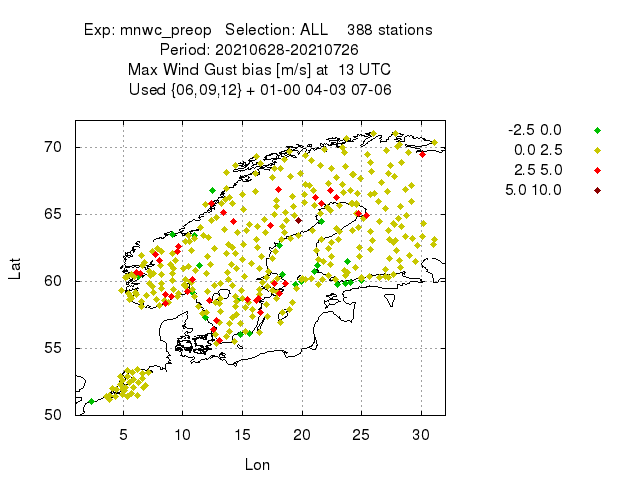 Exp: mnwc_preop   Selection: ALL    388 stations
Period: 20210628-20210726
Max Wind Gust bias [m/s] at  13 UTC
Used {06,09,12} + 01-00 04-03 07-06
-2.5 0.0
0.0 2.5
2.5 5.0
5.0 10.0
70
65
60
55
50
Lat
5 10 15 20 25 30
Lon